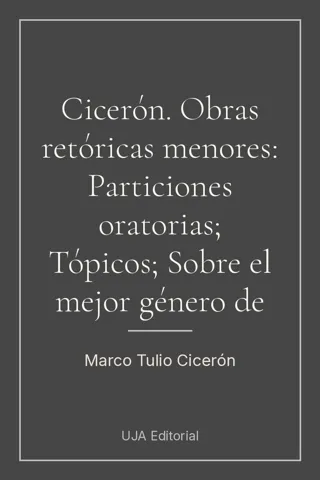 Cicerón. Obras
retóricas menores:
Particiones
oratorias;
Tópicos; Sobre el
mejor género de
Marco Tulio Cicerón
UJA Editorial